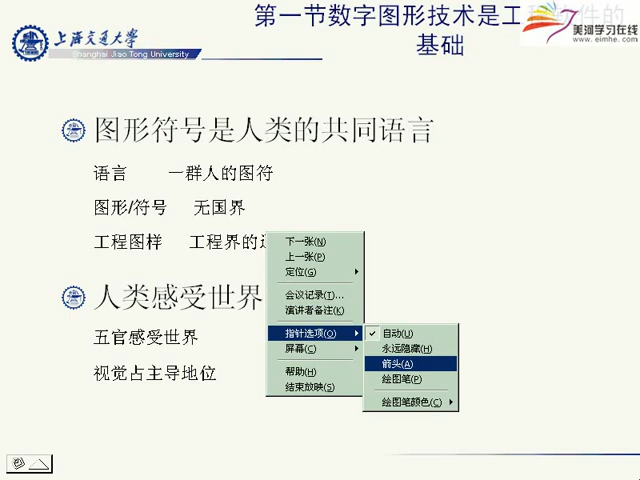 第一节数字图形技术是工程软件的
基础
上海交通大学
Shanghai Jiao Tong University
美河学习在线
www.eimhe.com
图形符号是人类的共同语言
语言 一群人的图符
图形/符号 无国界
工程图样 工程界的
人类感受世界
五官感受世界
视觉占主导地位
下一张(N)
上一张(P)
定位(G)
会议记录(T)...
演讲者备注(K)
指针选项(O)
屏幕(C)
帮助(H)
结束放映(S)
自动(U)
永远隐藏(H)
箭头(A)
绘图笔(P)
绘图笔颜色(C)